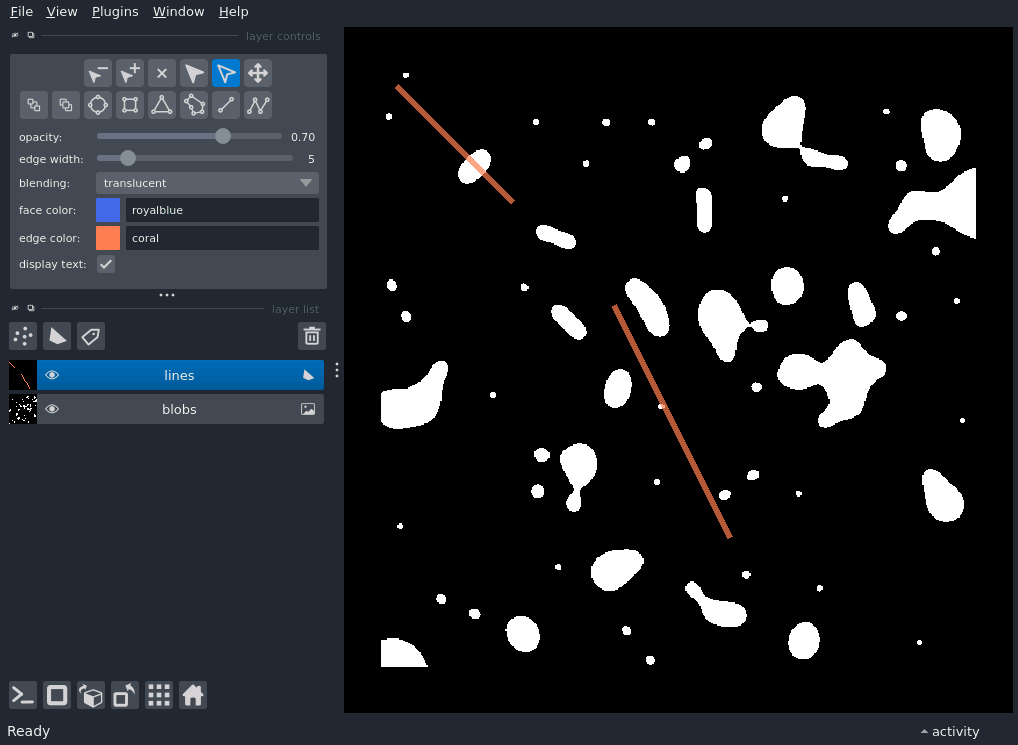 File View Plugins Window Help
layer controls
opacity: 0.70
edge width: 5
blending: translucent
face color: royalblue
edge color: coral
display text:
layer list
lines
blobs
Ready
activity